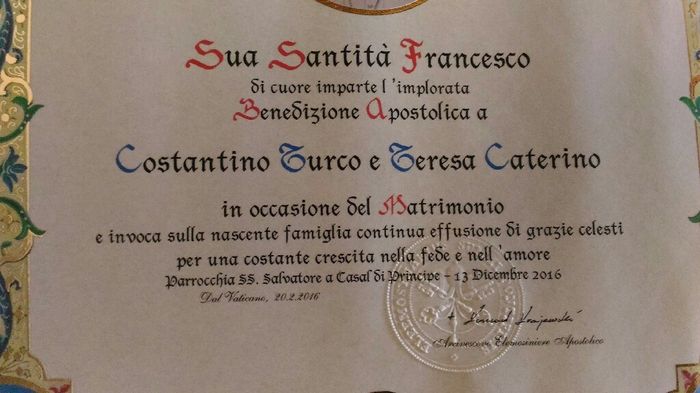 Sua Santità Francesco
di cuore imparte l'implorata
Benedizione Apostolica a
Costantino Turco e Teresa Caterino
in occasione del Matrimonio
e invoca sulla nascente famiglia continua effusione di grazie celesti
per una costante crescita nella fede e nell'amore
Parrocchia SS. Salvatore a Casal di Principe - 13 Dicembre 2016
Dal Vaticano, 20.2.2016
Arcivescovo Elemosiniere Apostolico